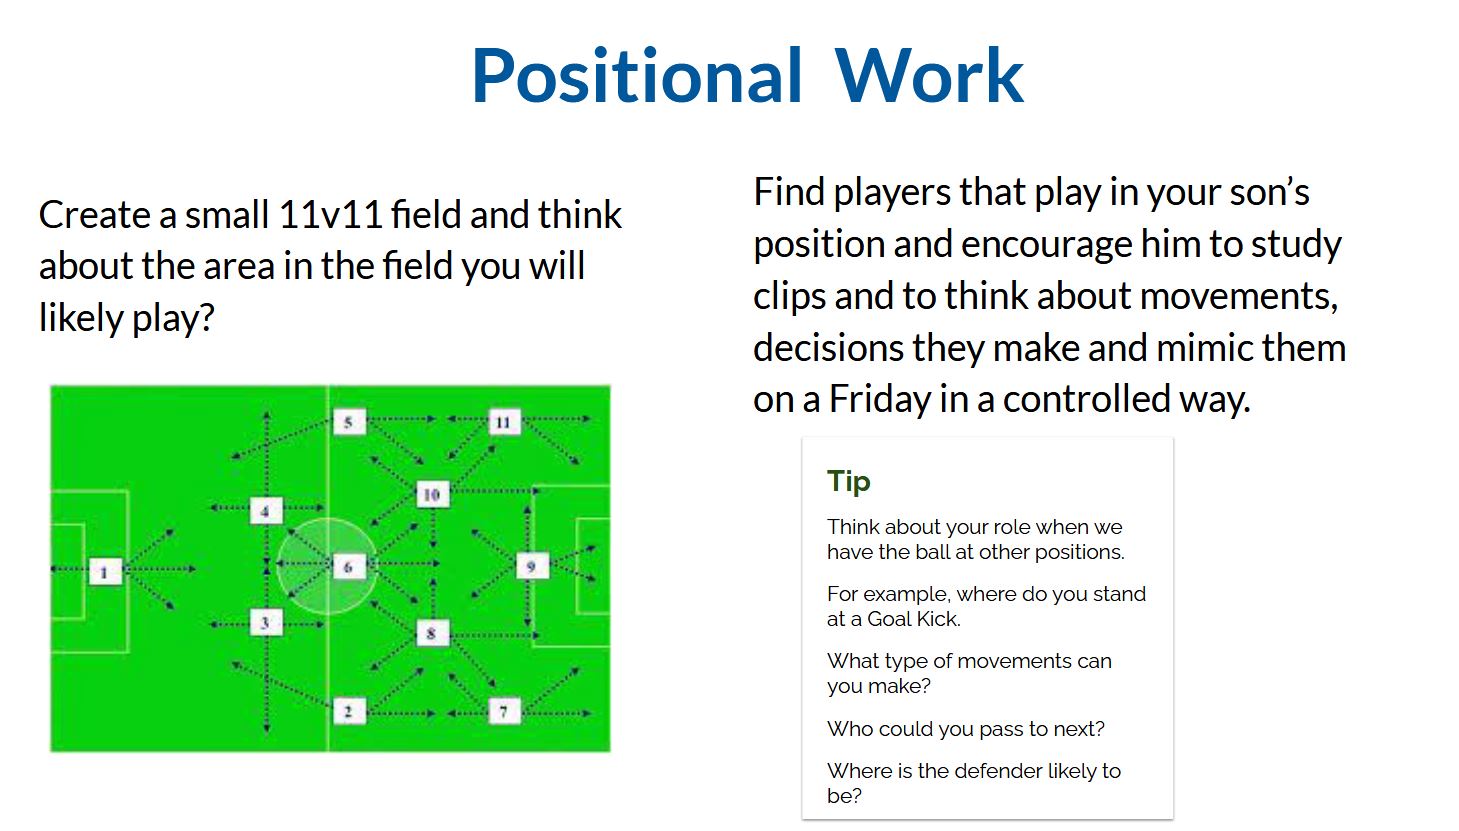 Positional Work
Create a small 11v11 field and think
about the area in the field you will
likely play?
Find players that play in your son’s
position and encourage him to study
clips and to think about movements,
decisions they make and mimic them
on a Friday in a controlled way.
5
11
10
4
1
6
9
3
8
2
7
Tip
Think about your role when we
have the ball at other positions.
For example, where do you stand
at a Goal Kick.
What type of movements can
you make?
Who could you pass to next?
Where is the defender likely to
be?